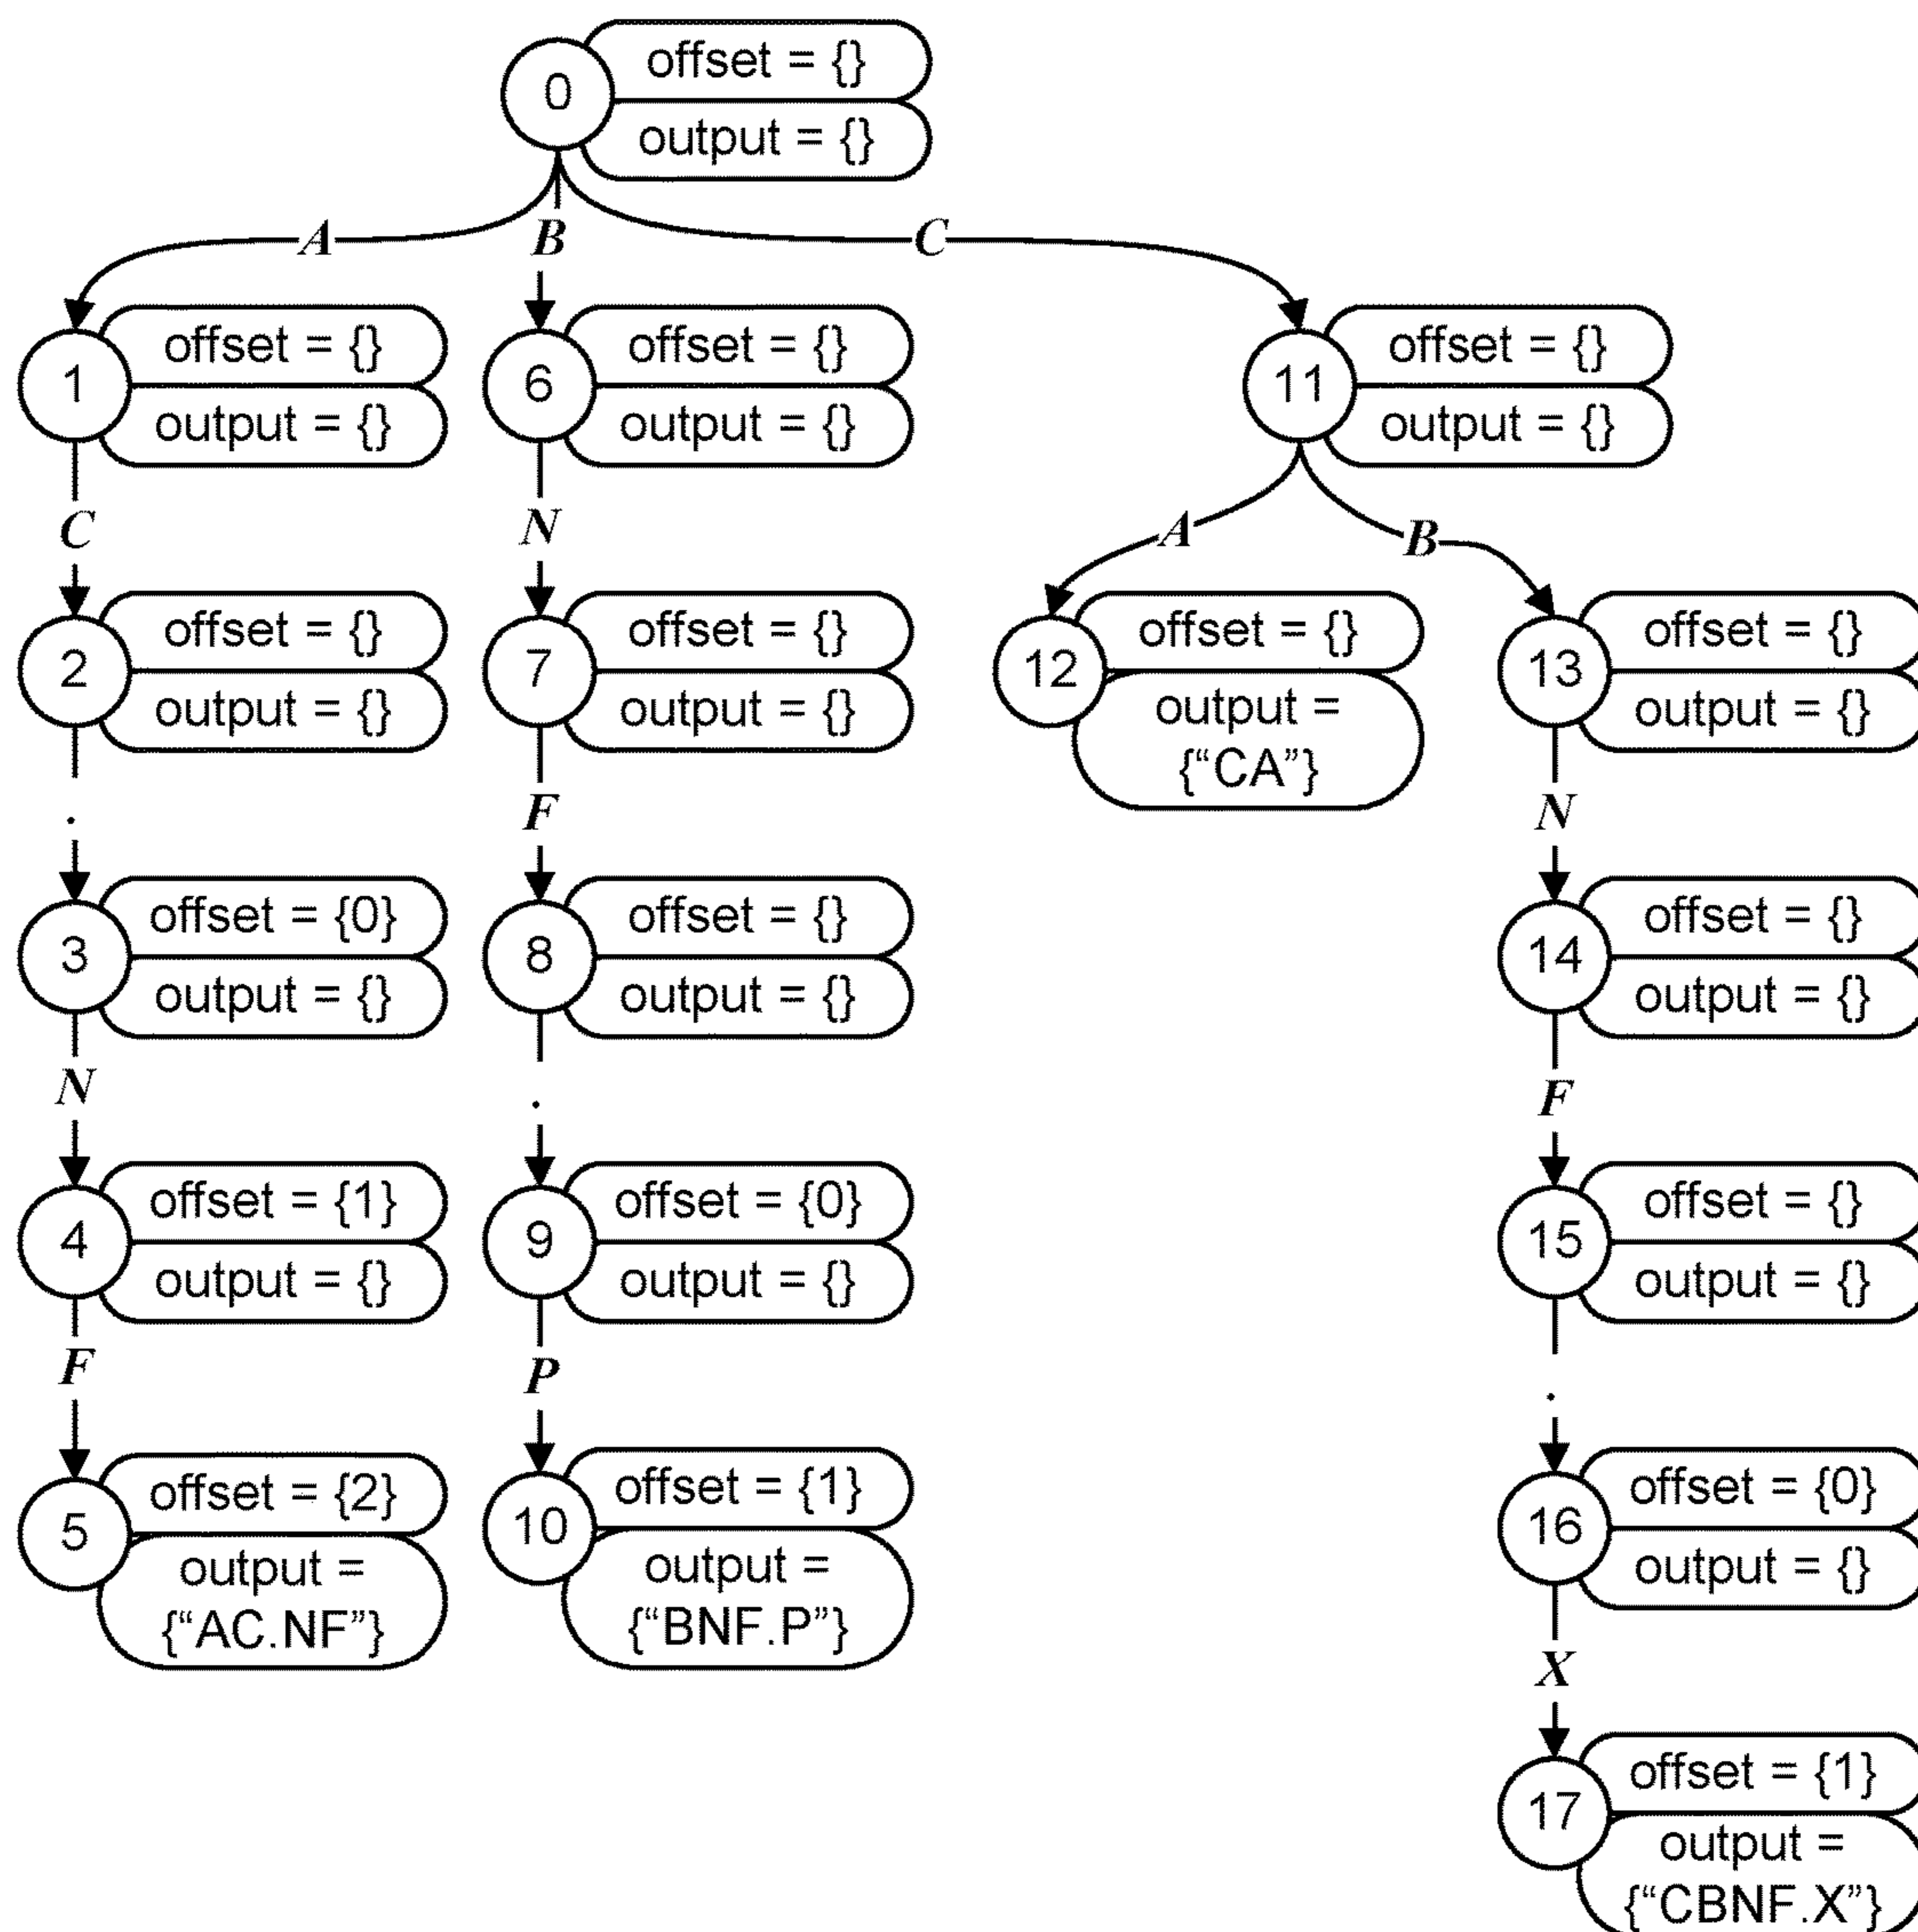 0
offset = {}
output = {}
A
B
C
1
offset = {}
output = {}
6
offset = {}
output = {}
11
offset = {}
output = {}
C
N
A
B
2
offset = {}
output = {}
7
offset = {}
output = {}
12
offset = {}
output =
{“CA”}
13
offset = {}
output = {}
.
F
N
3
offset = {0}
output = {}
8
offset = {}
output = {}
14
offset = {}
output = {}
N
.
F
4
offset = {1}
output = {}
9
offset = {0}
output = {}
15
offset = {}
output = {}
F
P
.
5
offset = {2}
output =
{“AC.NF”}
10
offset = {1}
output =
{“BNF.P”}
16
offset = {0}
output = {}
X
17
offset = {1}
output =
{“CBNF.X”}